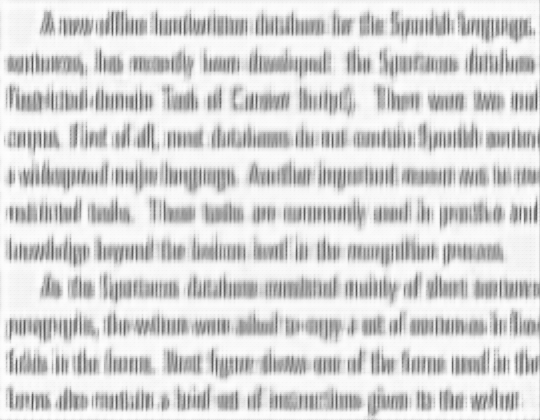 A new offline handwritten database for the Spanish language,
sentences, has recently been developed: the Spartacus database
Restricted-domain Task of Cursive Script). There were two
corpus. First of all, most databases do not contain Spanish
a widespread major language. Another important reason was to
restricted tasks. These tasks are commonly used in practice and
knowledge beyond the lexicon level in the recognition process.
As the Spartacus database consisted mainly of short
paragraphs, the writers were asked to copy a set of sentences in
fields in the forms. Next figure shows one of the forms used in the
forms also contain a brief set of instructions given to the writer.